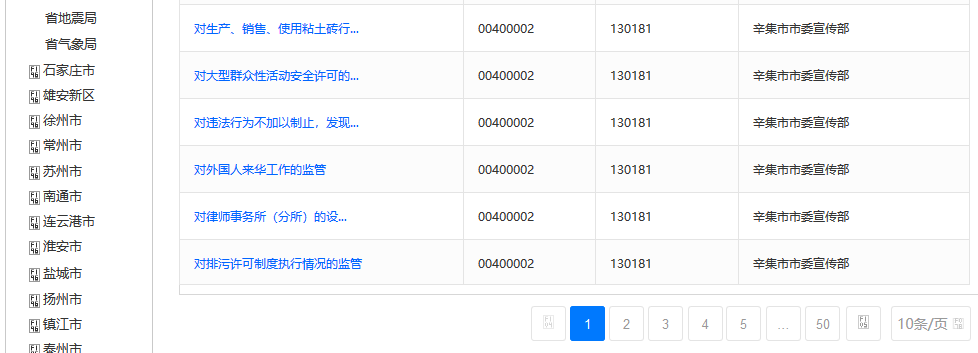 省地震局
省气象局
石家庄市
雄安新区
徐州市
常州市
苏州市
南通市
连云港市
淮安市
盐城市
扬州市
镇江市
泰州市
对生产、销售、使用粘土砖行... 00400002 130181 辛集市市委宣传部
对大型群众性活动安全许可的... 00400002 130181 辛集市市委宣传部
对违法行为不加以制止，发现... 00400002 130181 辛集市市委宣传部
对外国人来华工作的监管 00400002 130181 辛集市市委宣传部
对律师事务所（分所）的设... 00400002 130181 辛集市市委宣传部
对排污许可制度执行情况的监管 00400002 130181 辛集市市委宣传部
1 2 3 4 5 ... 50 10条/页